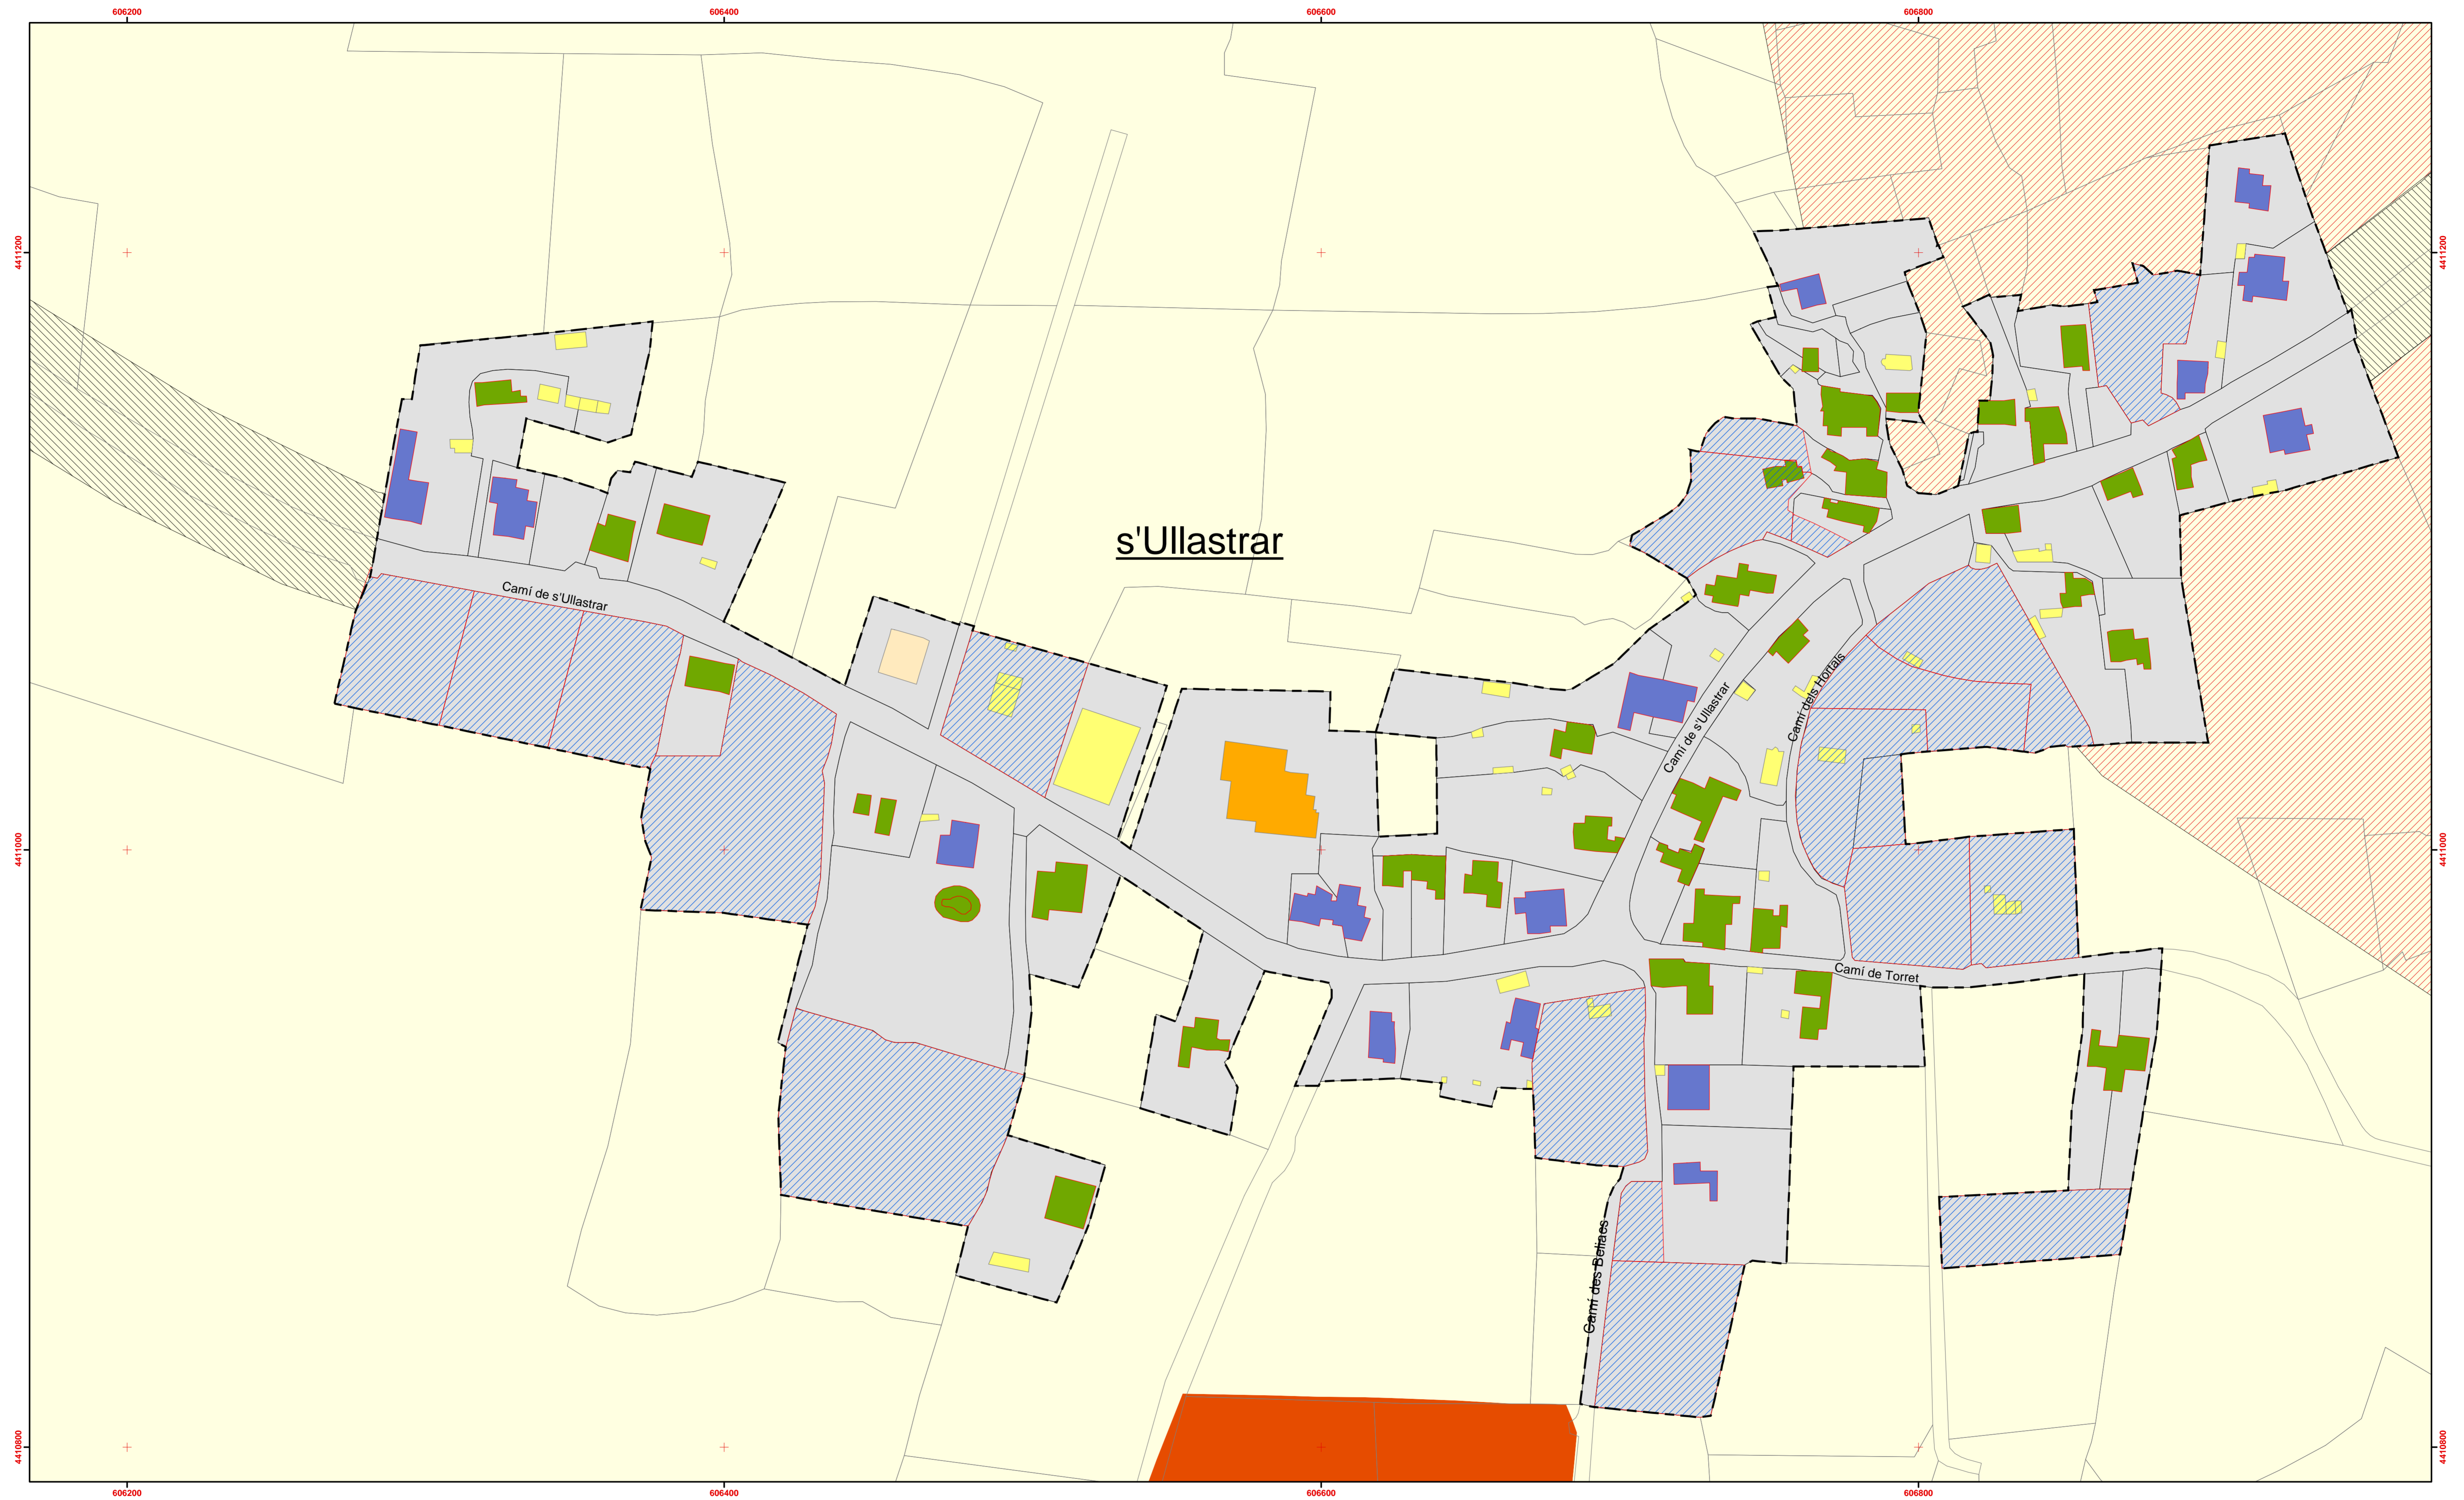 606200 606400 606600 606800
4411200 4411200
s'Ullastrar
Camí de s'Ullastrar
Camí dels Hortals
Camí de s'Ullastrar
4411000 4411000
Camí de Torret
Camí des Beliaes
4410800 4410800
606200 606400 606600 606800